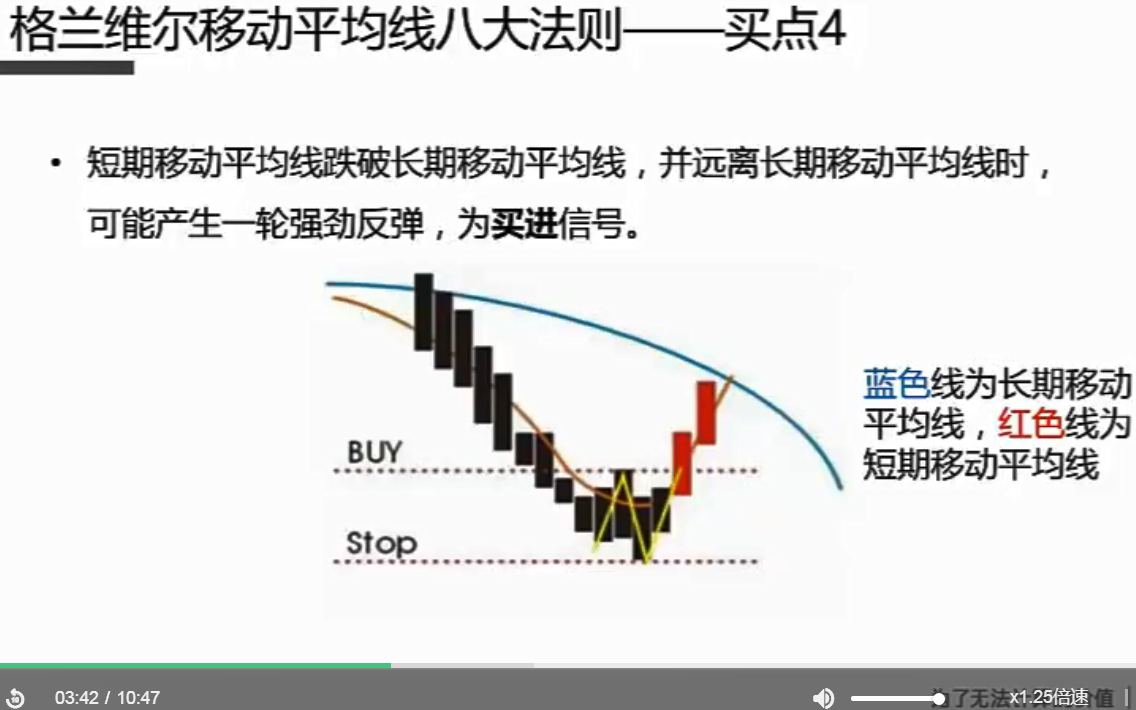 格兰维尔移动平均线八大法则——买点4
• 短期移动平均线跌破长期移动平均线，并远离长期移动平均线时，
可能产生一轮强劲反弹，为买进信号。
蓝色线为长期移动
平均线，红色线为
短期移动平均线
BUY
Stop
03:42 / 10:47
x1.25倍速